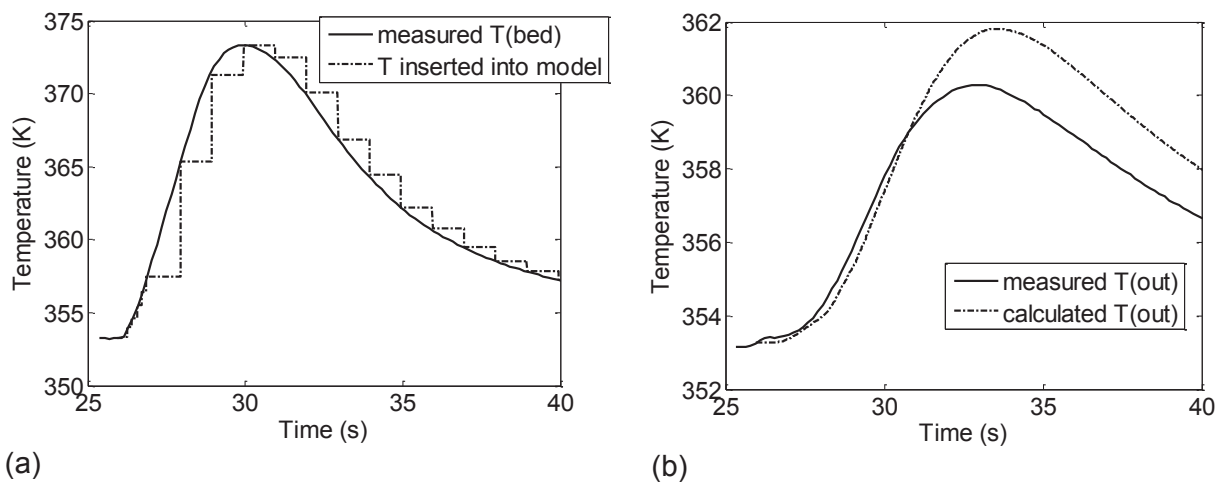 375
370
365
360
355
350
Temperature (K)
measured T(bed)
T inserted into model
25
30
35
40
Time (s)
(a)
362
360
358
356
354
352
Temperature (K)
measured T(out)
calculated T(out)
25
30
35
40
Time (s)
(b)